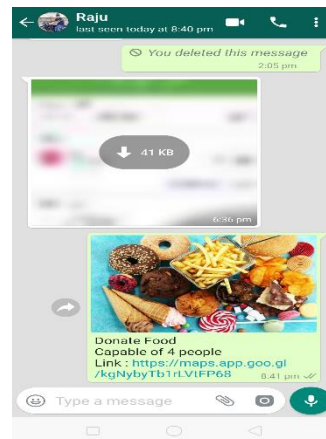 Raju
last seen today at 8:40 pm
You deleted this message
2:05 pm
41 KB
6:36 pm
Donate Food
Capable of 4 people
Link : https://maps.app.goo.gl
/kgNybyTb1rLVtFP68
8:41 pm
Type a message